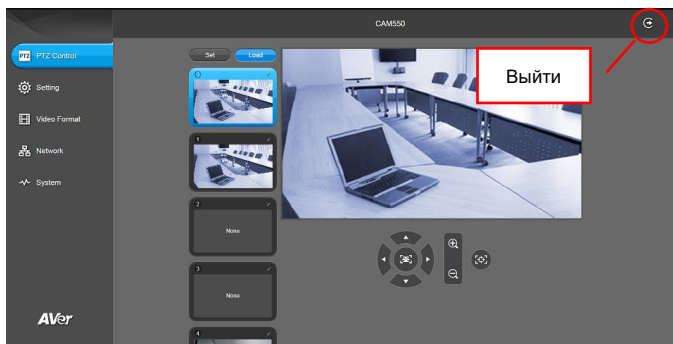 CAM550
PTZ PTZ Control
Setting
Video Format
Network
System
Set Load
0
1
2
None
3
None
4
Выйти
AVer